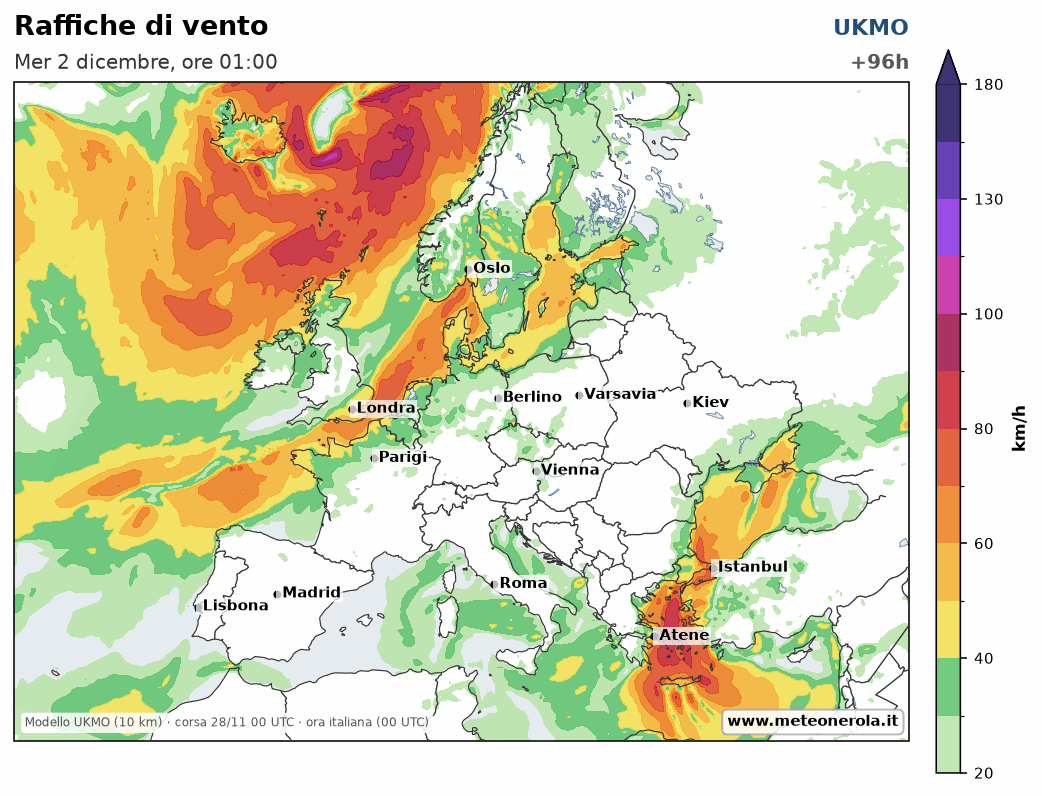 Raffiche di vento
UKMO
Mer 2 dicembre, ore 01:00
+96h
180
130
100
80
60
40
20
km/h
Oslo
Berlino
Varsavia
Kiev
Londra
Parigi
Vienna
Istanbul
Roma
Madrid
Lisbona
Atene
Modello UKMO (10 km) · corsa 28/11 00 UTC · ora italiana (00 UTC)
www.meteonerola.it